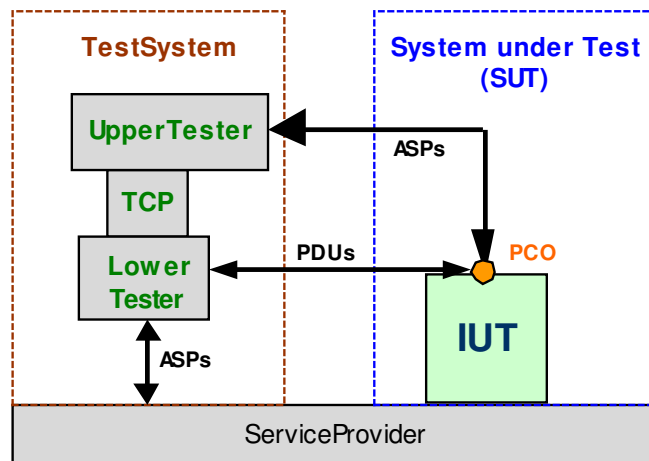 TestSystem
System under Test
(SUT)
UpperTester
ASPs
TCP
PDUs
PCO
Lower
Tester
IUT
ASPs
ServiceProvider